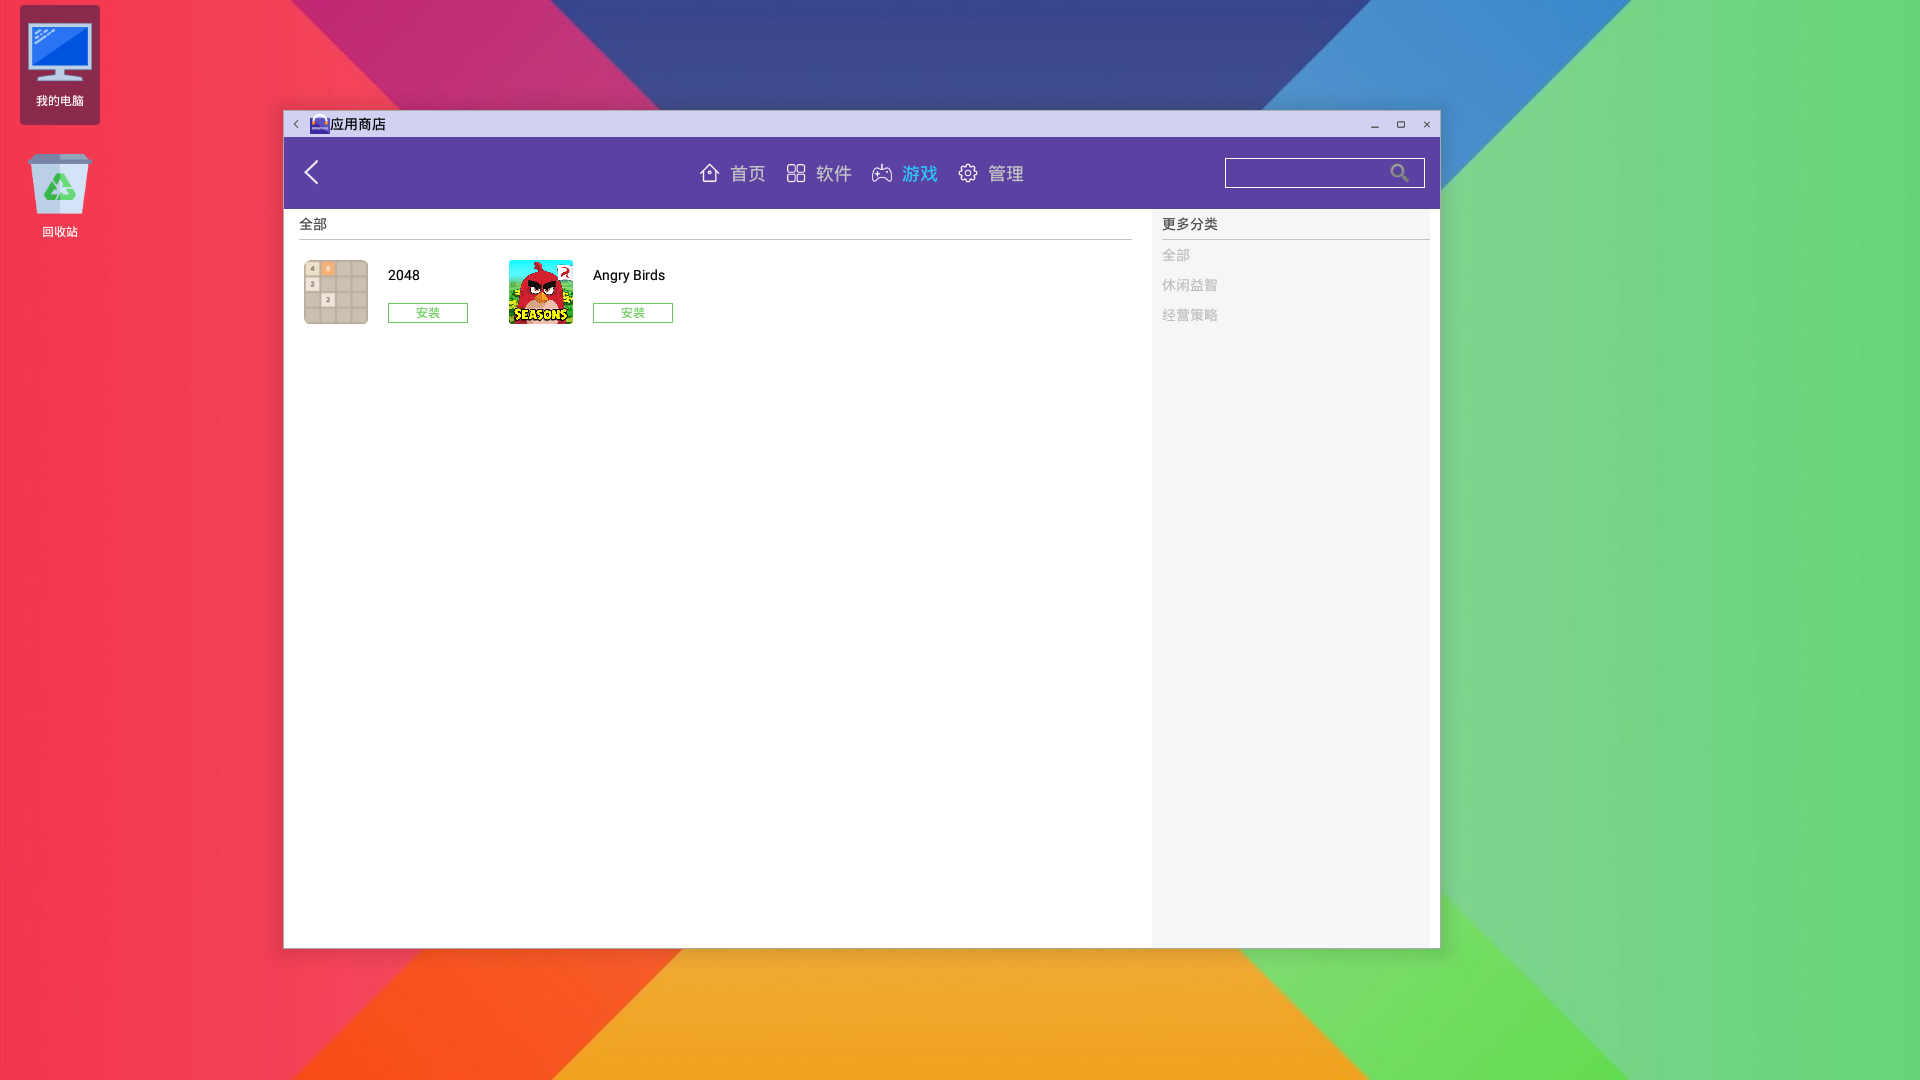 我的电脑
回收站
应用商店
首页
软件
游戏
管理
全部
2048
安装
Angry Birds
SEASONS
安装
4 8
2
2
更多分类
全部
休闲益智
经营策略